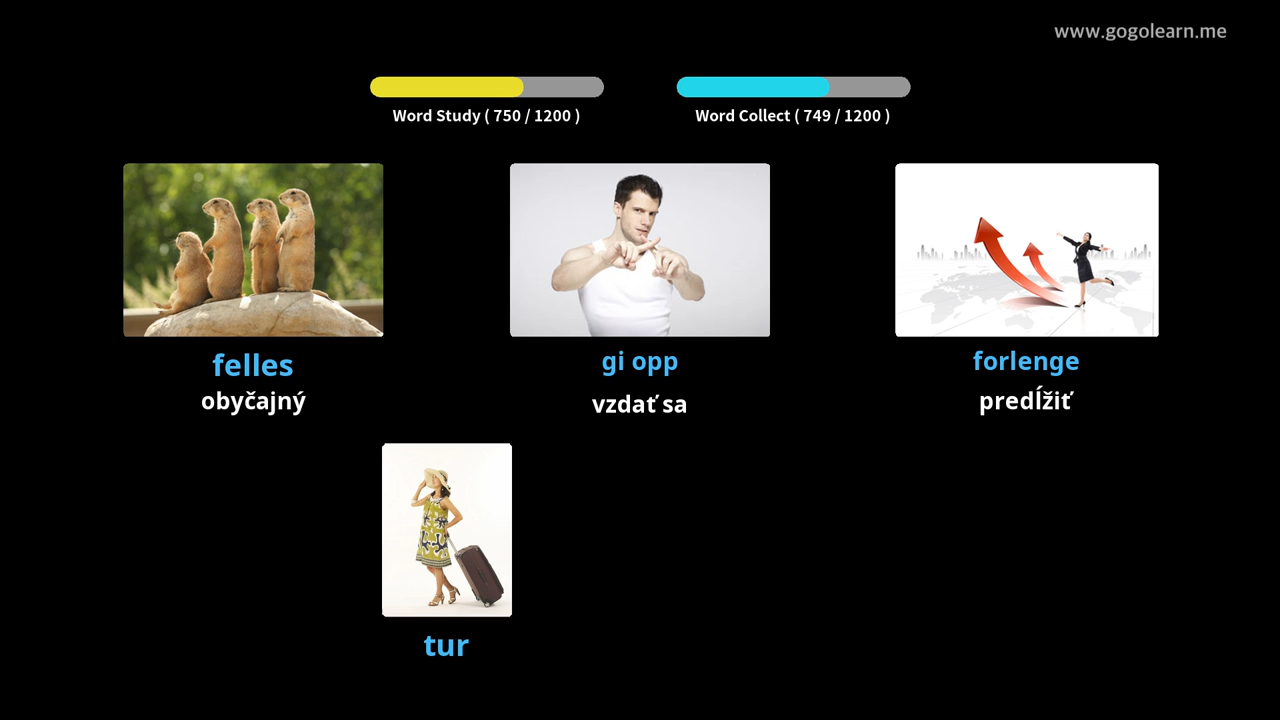 www.gogolearn.me
Word Study ( 750 / 1200 )
Word Collect ( 749 / 1200 )
felles
obyčajný
gi opp
vzdať sa
forlenge
predĺžiť
tur